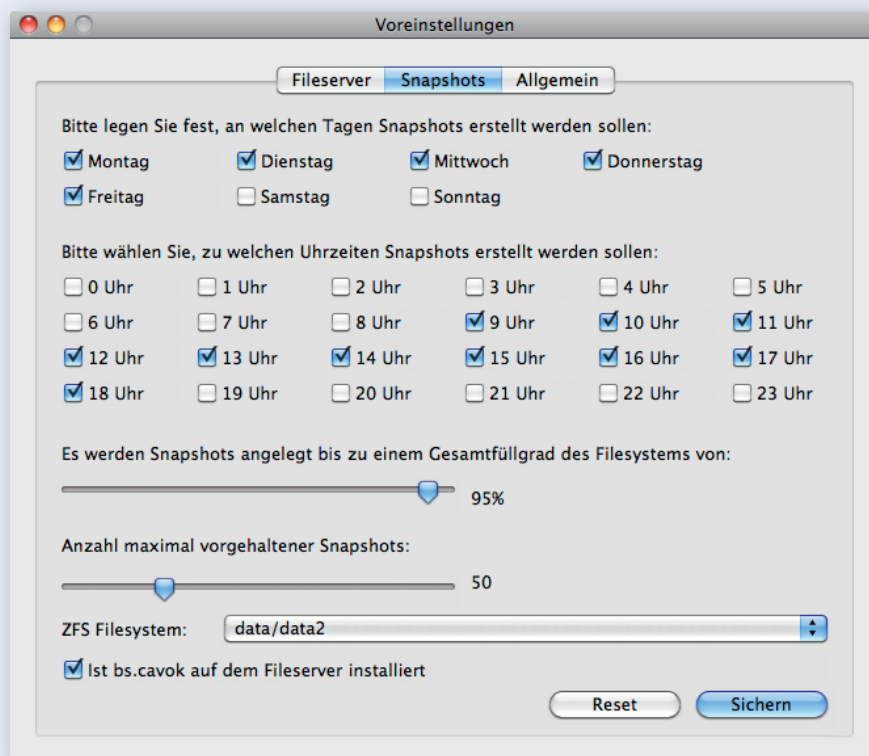 Voreinstellungen
Fileserver Snapshots Allgemein
Bitte legen Sie fest, an welchen Tagen Snapshots erstellt werden sollen:
Montag Dienstag Mittwoch Donnerstag
Freitag Samstag Sonntag
Bitte wählen Sie, zu welchen Uhrzeiten Snapshots erstellt werden sollen:
0 Uhr 1 Uhr 2 Uhr 3 Uhr 4 Uhr 5 Uhr
6 Uhr 7 Uhr 8 Uhr 9 Uhr 10 Uhr 11 Uhr
12 Uhr 13 Uhr 14 Uhr 15 Uhr 16 Uhr 17 Uhr
18 Uhr 19 Uhr 20 Uhr 21 Uhr 22 Uhr 23 Uhr
Es werden Snapshots angelegt bis zu einem Gesamtfüllgrad des Filesystems von:
95%
Anzahl maximal vorgehaltener Snapshots:
50
ZFS Filesystem: data/data2
Ist bs.cavok auf dem Fileserver installiert
Reset Sichern